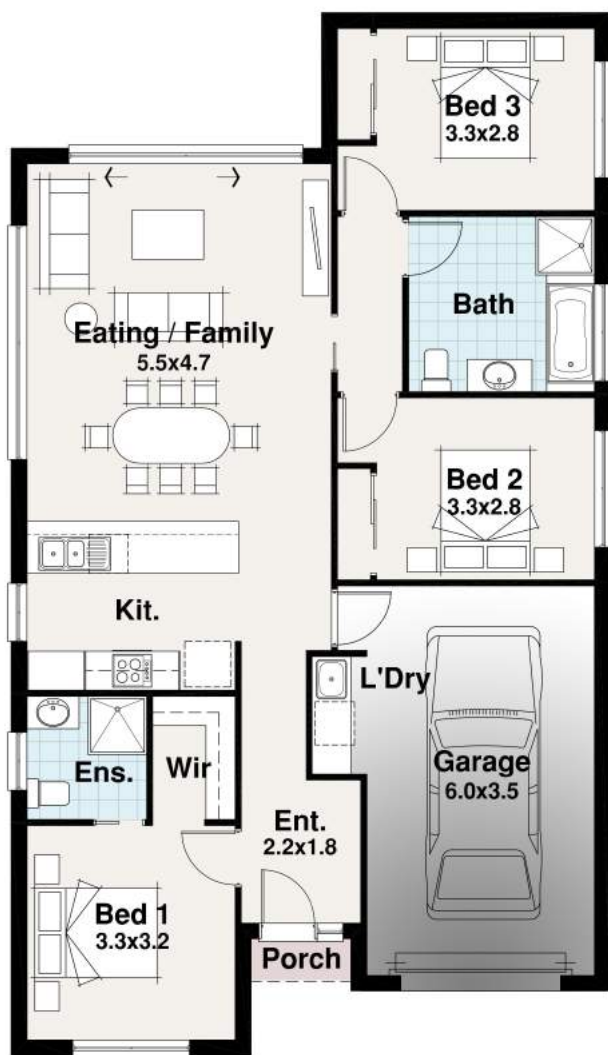 Bed 3
3.3x2.8
Bath
Eating / Family
5.5x4.7
Bed 2
3.3x2.8
Kit.
L'Dry
Ens.
Wir
Garage
6.0x3.5
Ent.
2.2x1.8
Bed 1
3.3x3.2
Porch